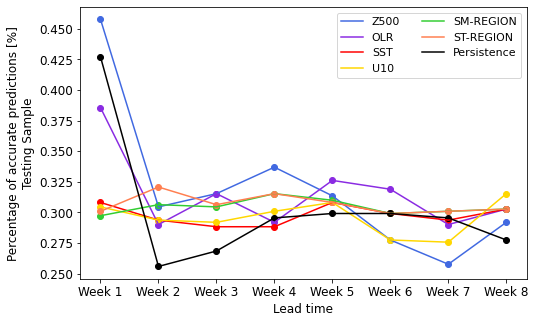 Percentage of accurate predictions [%]
Testing Sample
0.450
0.425
0.400
0.375
0.350
0.325
0.300
0.275
0.250
Z500
OLR
SST
U10
SM-REGION
ST-REGION
Persistence
Week 1 Week 2 Week 3 Week 4 Week 5 Week 6 Week 7 Week 8
Lead time